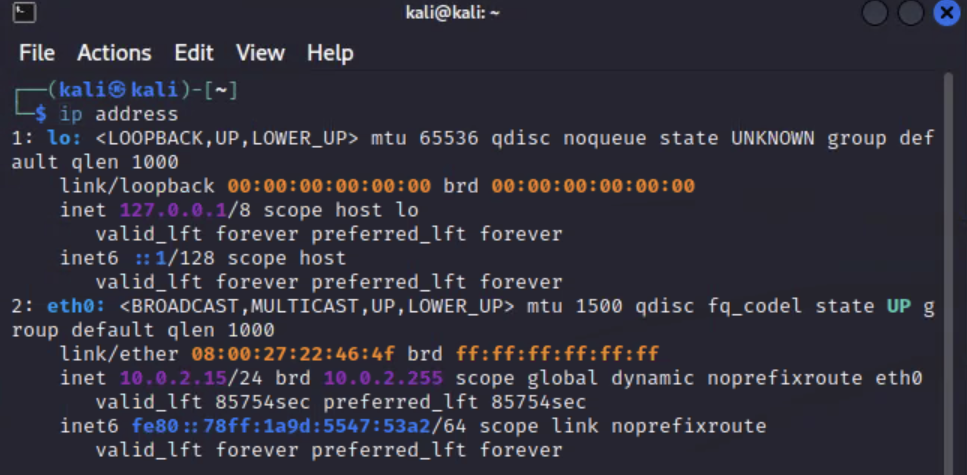 kali@kali: ~
File Actions Edit View Help
┌──(kali㉿kali)-[~]
└─$ ip address
1: lo: <LOOPBACK,UP,LOWER_UP> mtu 65536 qdisc noqueue state UNKNOWN group def
ault qlen 1000
    link/loopback 00:00:00:00:00:00 brd 00:00:00:00:00:00
    inet 127.0.0.1/8 scope host lo
       valid_lft forever preferred_lft forever
    inet6 ::1/128 scope host
       valid_lft forever preferred_lft forever
2: eth0: <BROADCAST,MULTICAST,UP,LOWER_UP> mtu 1500 qdisc fq_codel state UP g
roup default qlen 1000
    link/ether 08:00:27:22:46:4f brd ff:ff:ff:ff:ff:ff
    inet 10.0.2.15/24 brd 10.0.2.255 scope global dynamic noprefixroute eth0
       valid_lft 85754sec preferred_lft 85754sec
    inet6 fe80::78ff:1a9d:5547:53a2/64 scope link noprefixroute
       valid_lft forever preferred_lft forever